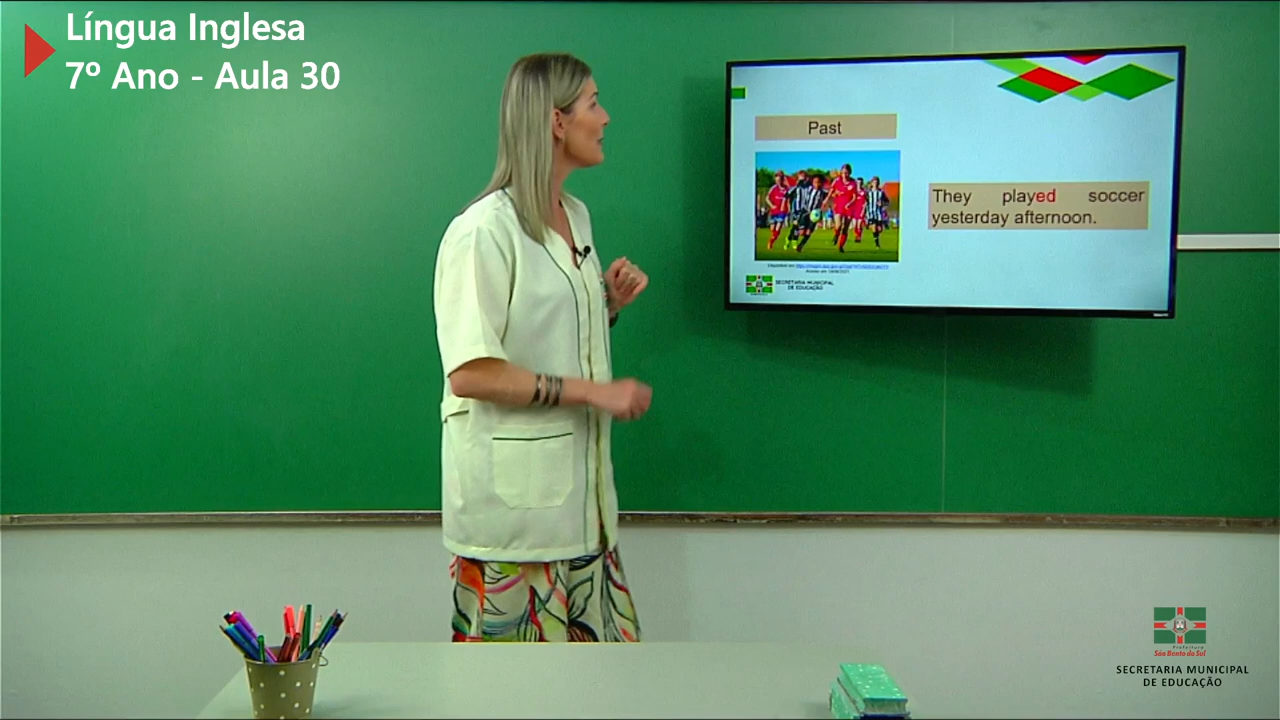 Língua Inglesa
7º Ano - Aula 30
Past
They played soccer
yesterday afternoon.
SECRETARIA MUNICIPAL
DE EDUCAÇÃO
Prefeitura
São Bento do Sul
SECRETARIA MUNICIPAL
DE EDUCAÇÃO